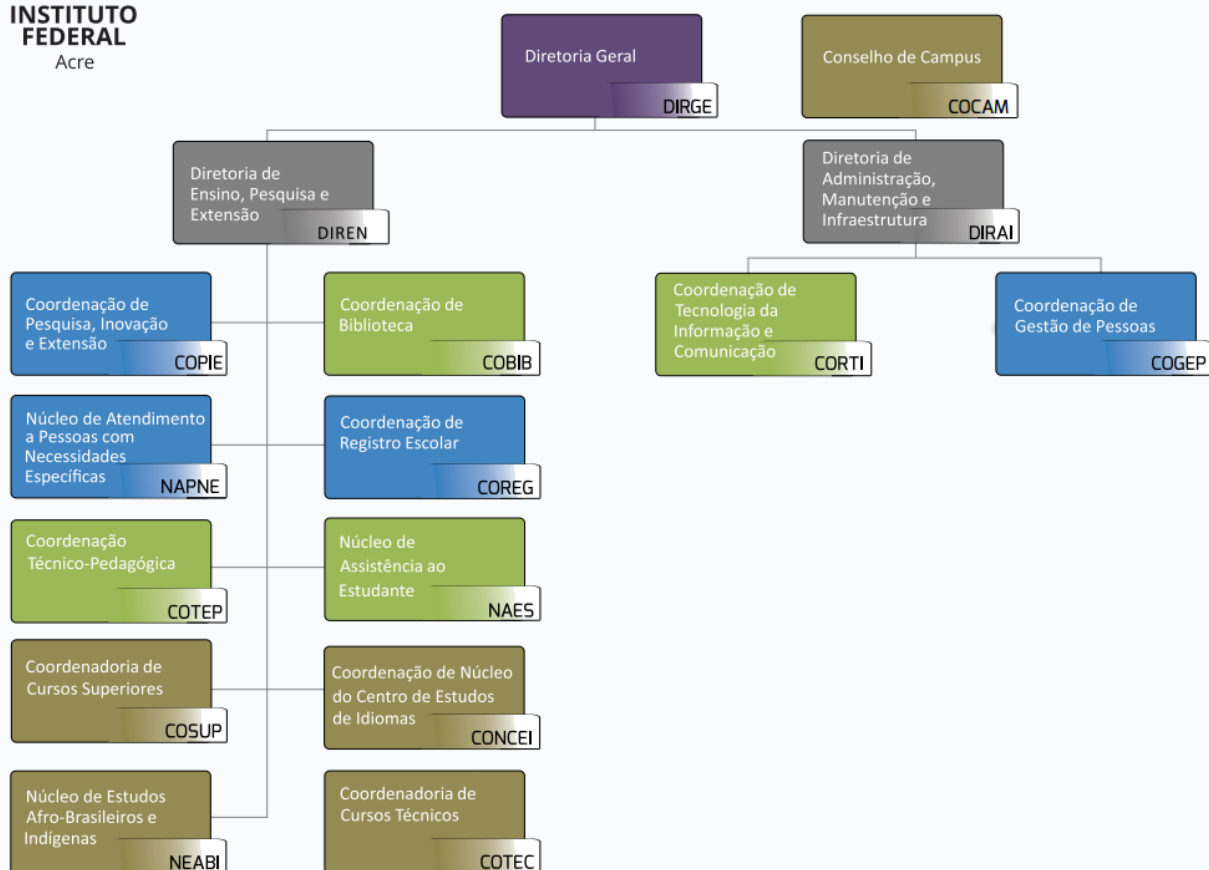 INSTITUTO
FEDERAL
Acre
Diretoria Geral
DIRGE
Conselho de Campus
COCAM
Diretoria de
Ensino, Pesquisa e
Extensão
DIREN
Diretoria de
Administração,
Manutenção e
Infraestrutura
DIRAI
Coordenação de
Pesquisa, Inovação
e Extensão
COPIE
Coordenação de
Biblioteca
COBIB
Coordenação de
Tecnologia da
Informação e
Comunicação
CORTI
Coordenação de
Gestão de Pessoas
COGEP
Núcleo de Atendimento
a Pessoas com
Necessidades
Específicas
NAPNE
Coordenação de
Registro Escolar
COREG
Coordenação
Técnico-Pedagógica
COTEP
Núcleo de
Assistência ao
Estudante
NAES
Coordenadoria de
Cursos Superiores
COSUP
Coordenação de Núcleo
do Centro de Estudos
de Idiomas
CONCEI
Núcleo de Estudos
Afro-Brasileiros e
Indígenas
NEABI
Coordenadoria de
Cursos Técnicos
COTEC